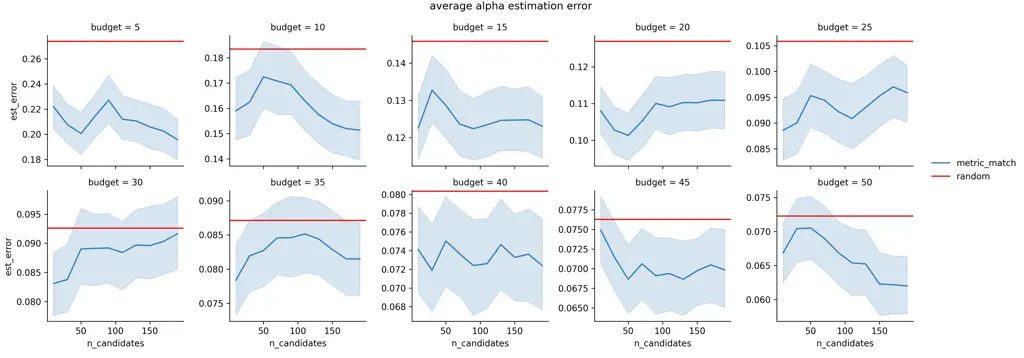 average alpha estimation error
budget = 5
budget = 10
budget = 15
budget = 20
budget = 25
est_error
0.26
0.24
0.22
0.20
0.18
0.18
0.17
0.16
0.15
0.14
0.14
0.13
0.12
0.12
0.11
0.10
0.105
0.100
0.095
0.090
0.085
metric_match
random
budget = 30
budget = 35
budget = 40
budget = 45
budget = 50
est_error
0.095
0.090
0.085
0.080
0.090
0.085
0.080
0.075
0.080
0.078
0.076
0.074
0.072
0.070
0.068
0.0775
0.0750
0.0725
0.0700
0.0675
0.0650
0.075
0.070
0.065
0.060
50 100 150
50 100 150
50 100 150
50 100 150
50 100 150
n_candidates
n_candidates
n_candidates
n_candidates
n_candidates